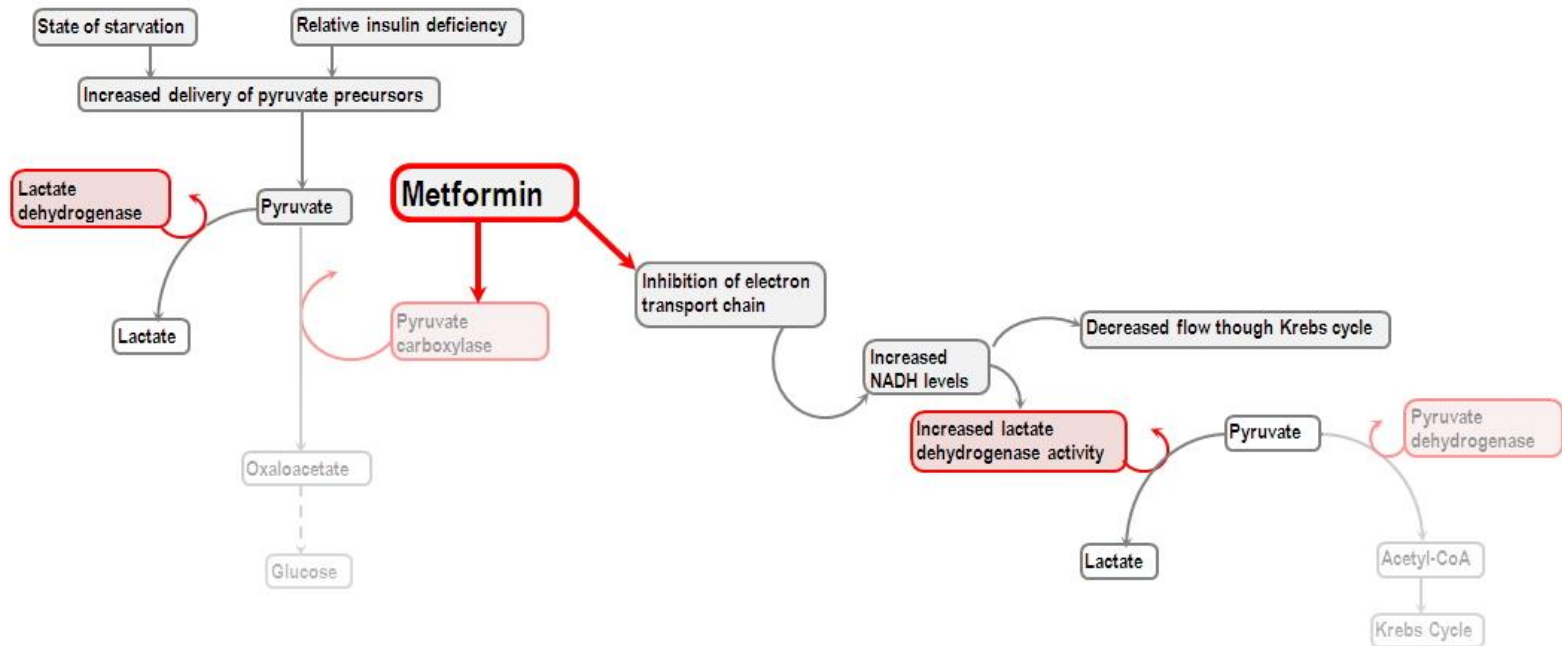 State of starvation
Relative insulin deficiency
Increased delivery of pyruvate precursors
Lactate
dehydrogenase
Pyruvate
Metformin
Lactate
Pyruvate
carboxylase
Oxaloacetate
Glucose
Inhibition of electron
transport chain
Increased
NADH levels
Decreased flow though Krebs cycle
Increased lactate
dehydrogenase activity
Pyruvate
Pyruvate
dehydrogenase
Lactate
Acetyl-CoA
Krebs Cycle